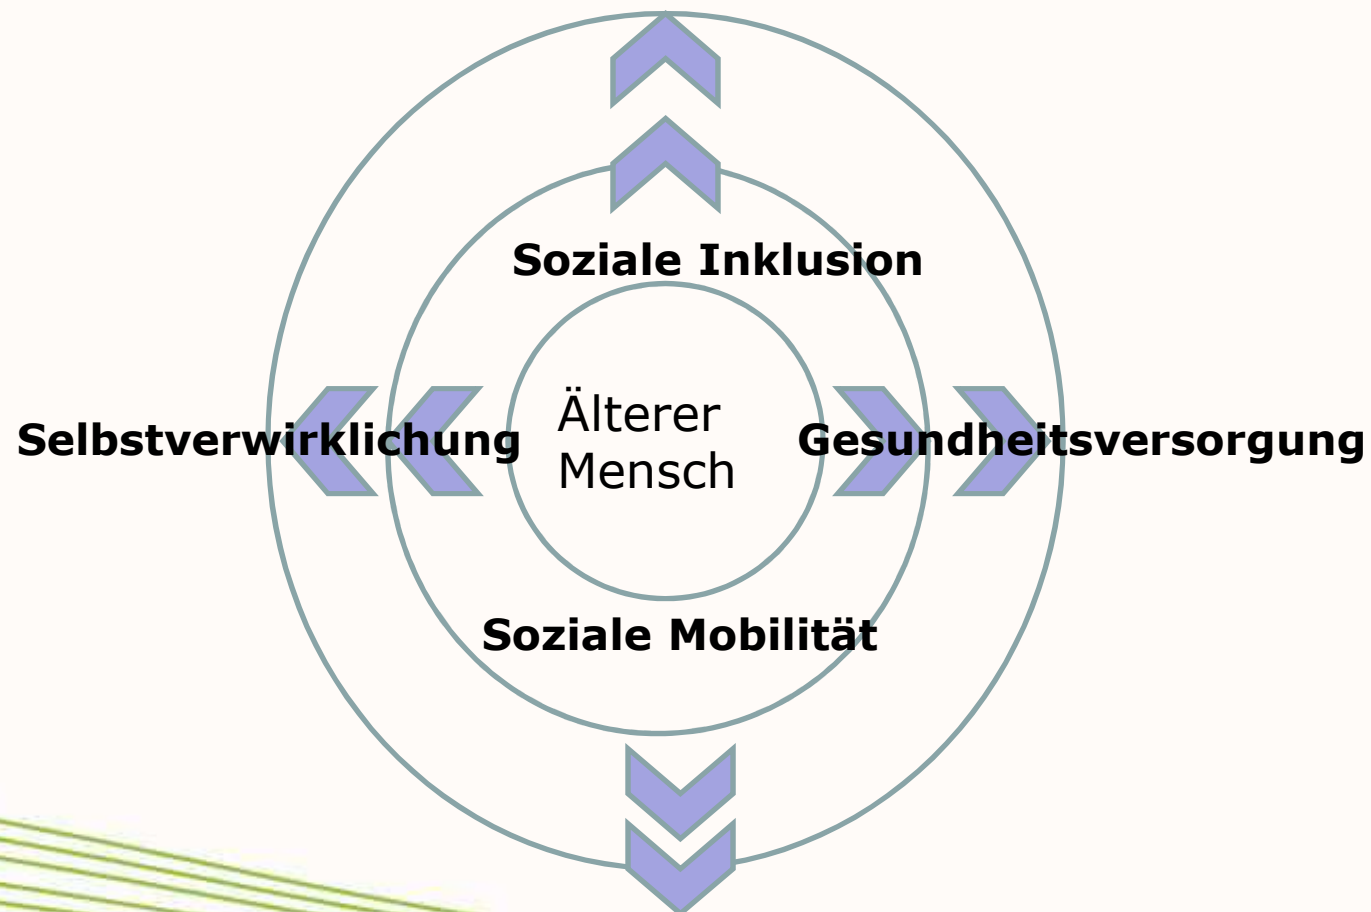 Soziale Inklusion
Selbstverwirklichung
Älterer
Mensch
Gesundheitsversorgung
Soziale Mobilität